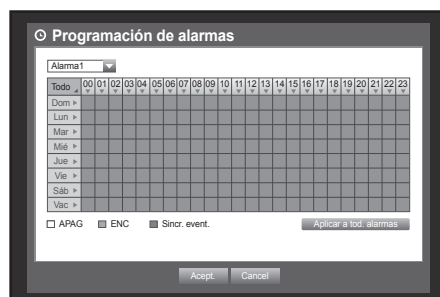 Programación de alarmas
Alarma1
Todo 00 01 02 03 04 05 06 07 08 09 10 11 12 13 14 15 16 17 18 19 20 21 22 23
Dom
Lun
Mar
Mié
Jue
Vie
Sáb
Vac
APAG ENC Sincr. event. Aplicar a tod. alarmas
Acept. Cancel